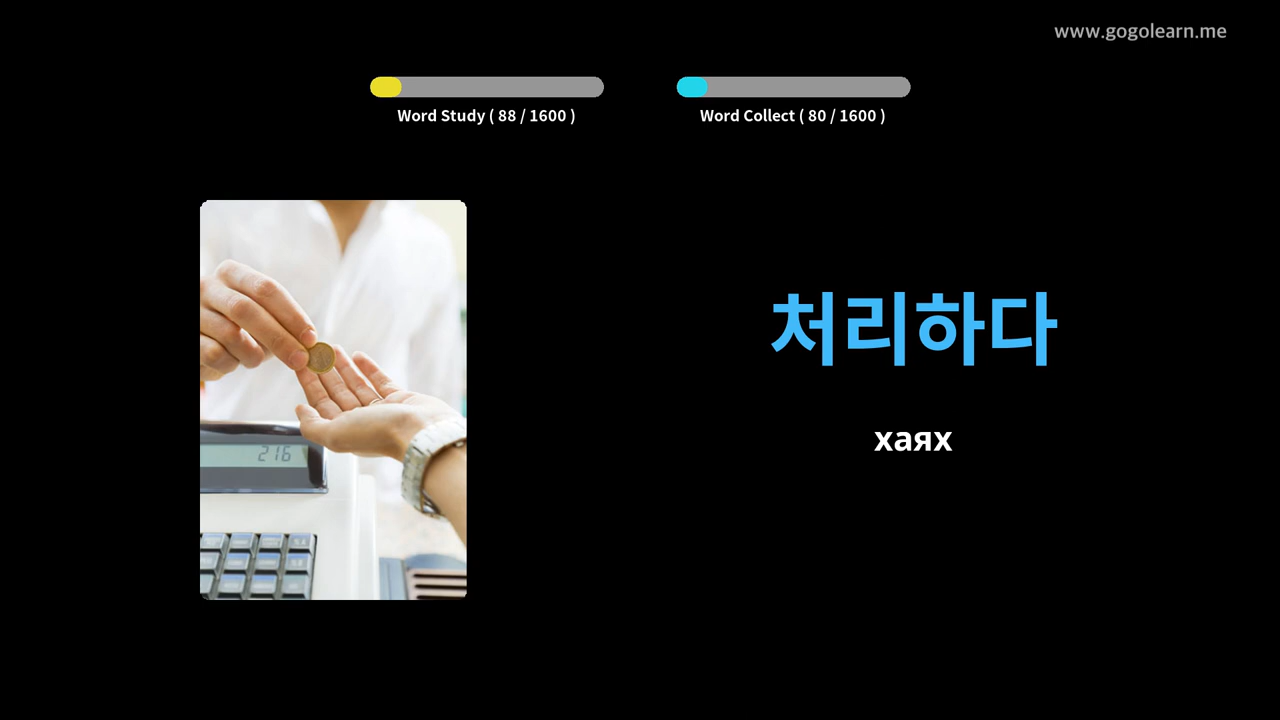 www.gogolearn.me
Word Study ( 88 / 1600 )
Word Collect ( 80 / 1600 )
처리하다
хаях
216